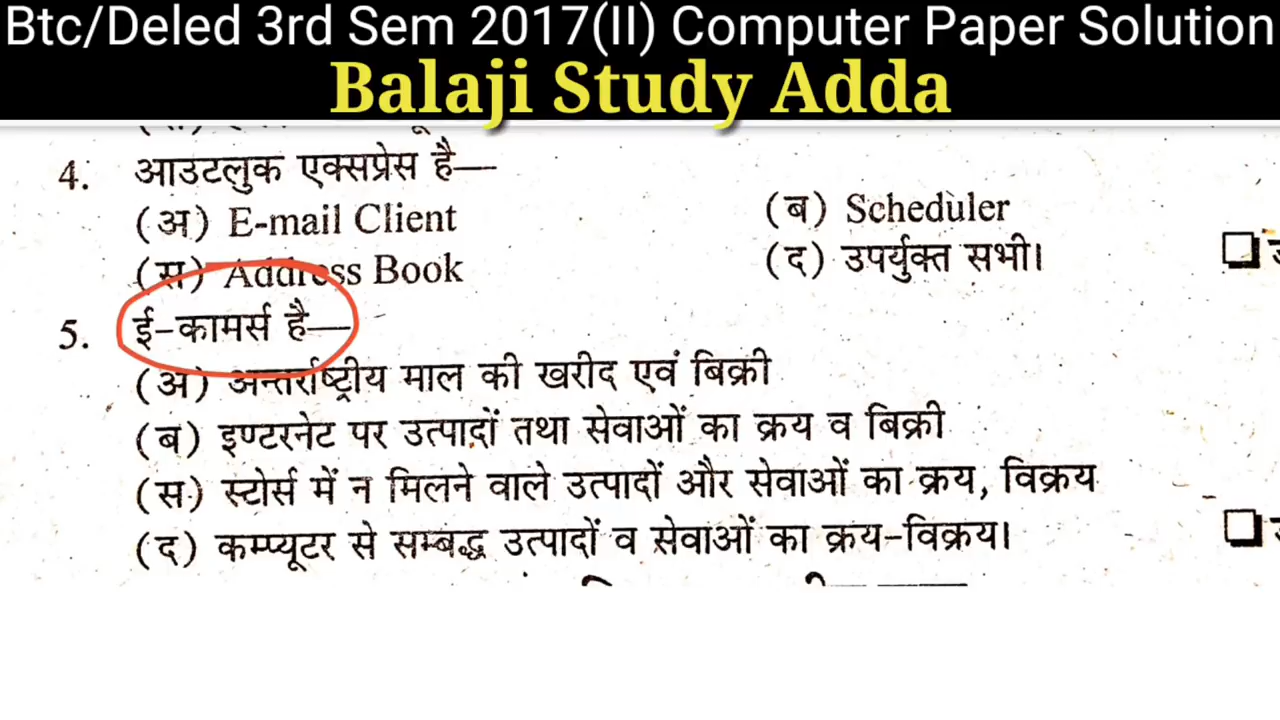 Btc/Deled 3rd Sem 2017(II) Computer Paper Solution
Balaji Study Adda
4. आउटलुक एक्सप्रेस है—
(अ) E-mail Client
(ब) Scheduler
(स) Address Book
(द) उपर्युक्त सभी।
5. ई-कामर्स है—
(अ) अन्तर्राष्ट्रीय माल की खरीद एवं बिक्री
(ब) इण्टरनेट पर उत्पादों तथा सेवाओं का क्रय व बिक्री
(स) स्टोर्स में न मिलने वाले उत्पादों और सेवाओं का क्रय, विक्रय
(द) कम्प्यूटर से सम्बद्ध उत्पादों व सेवाओं का क्रय-विक्रय।